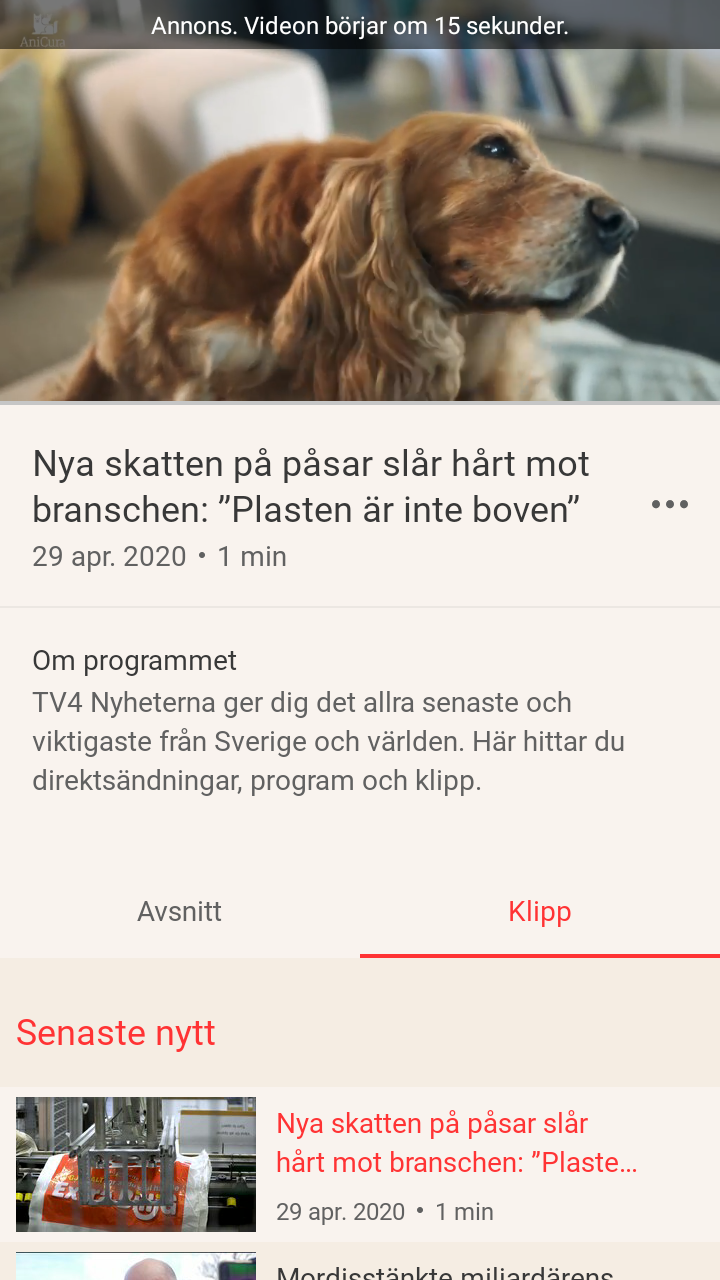 AniCura
Annons. Videon börjar om 15 sekunder.
Nya skatten på påsar slår hårt mot
branschen: ”Plasten är inte boven”
29 apr. 2020 • 1 min
Om programmet
TV4 Nyheterna ger dig det allra senaste och
viktigaste från Sverige och världen. Här hittar du
direktsändningar, program och klipp.
Avsnitt
Klipp
Senaste nytt
Nya skatten på påsar slår
hårt mot branschen: ”Plaste...
29 apr. 2020 • 1 min
Mordisstänkte miljardärens